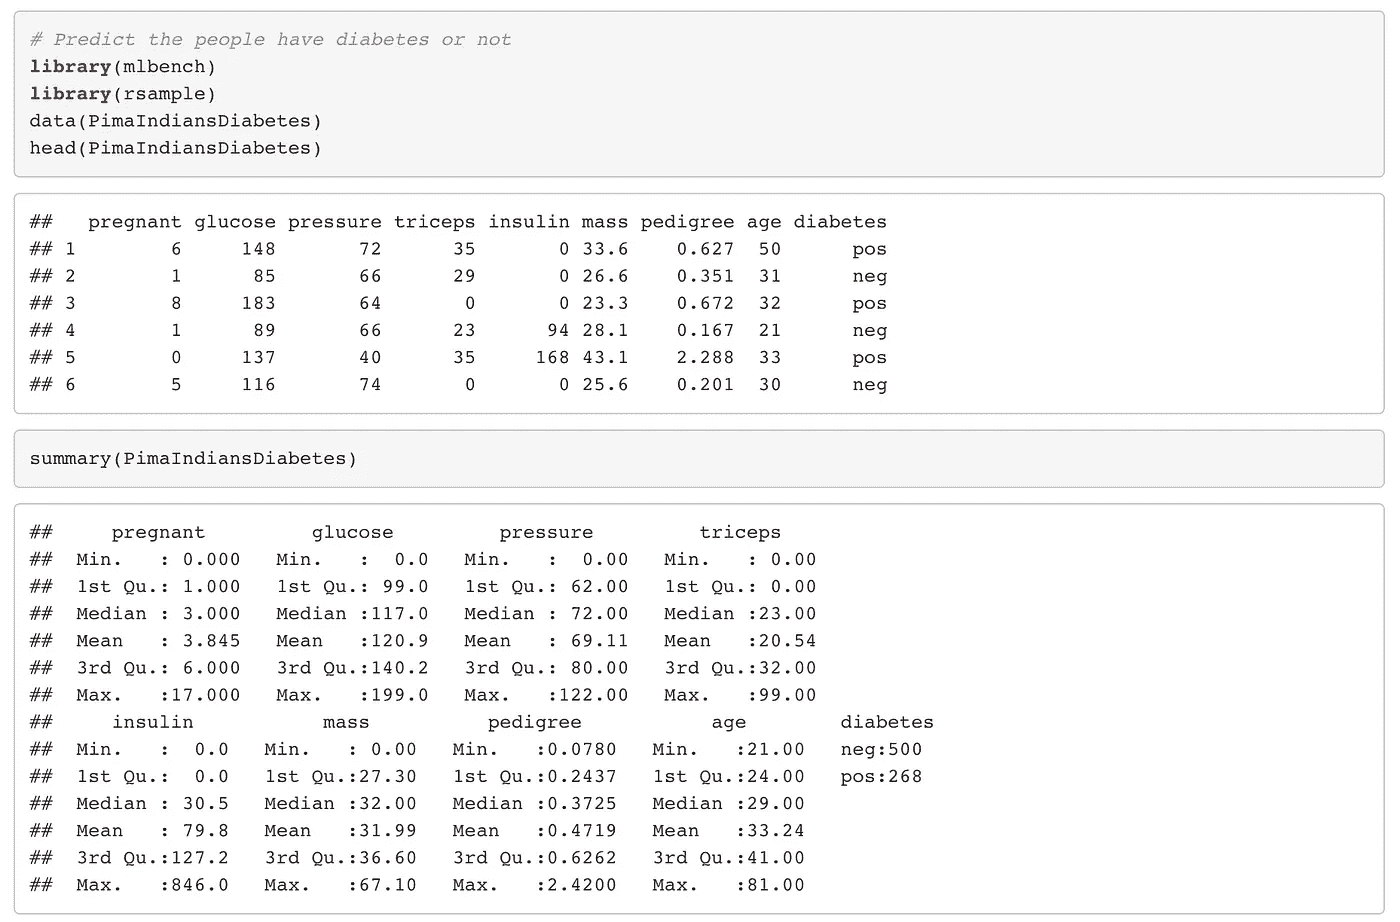 # Predict the people have diabetes or not
library(mlbench)
library(rsample)
data(PimaIndiansDiabetes)
head(PimaIndiansDiabetes)
##   pregnant glucose pressure triceps insulin mass pedigree age diabetes
## 1        6     148       72      35       0 33.6    0.627  50      pos
## 2        1      85       66      29       0 26.6    0.351  31      neg
## 3        8     183       64       0       0 23.3    0.672  32      pos
## 4        1      89       66      23      94 28.1    0.167  21      neg
## 5        0     137       40      35     168 43.1    2.288  33      pos
## 6        5     116       74       0       0 25.6    0.201  30      neg
summary(PimaIndiansDiabetes)
##     pregnant         glucose         pressure         triceps
##  Min.   : 0.000   Min.   :  0.0   Min.   :  0.00   Min.   : 0.00
##  1st Qu.: 1.000   1st Qu.: 99.0   1st Qu.: 62.00   1st Qu.: 0.00
##  Median : 3.000   Median :117.0   Median : 72.00   Median :23.00
##  Mean   : 3.845   Mean   :120.9   Mean   : 69.11   Mean   :20.54
##  3rd Qu.: 6.000   3rd Qu.:140.2   3rd Qu.: 80.00   3rd Qu.:32.00
##  Max.   :17.000   Max.   :199.0   Max.   :122.00   Max.   :99.00
##     insulin           mass          pedigree           age        diabetes
##  Min.   :  0.0   Min.   : 0.00   Min.   :0.0780   Min.   :21.00   neg:500
##  1st Qu.:  0.0   1st Qu.:27.30   1st Qu.:0.2437   1st Qu.:24.00   pos:268
##  Median : 30.5   Median :32.00   Median :0.3725   Median :29.00
##  Mean   : 79.8   Mean   :31.99   Mean   :0.4719   Mean   :33.24
##  3rd Qu.:127.2   3rd Qu.:36.60   3rd Qu.:0.6262   3rd Qu.:41.00
##  Max.   :846.0   Max.   :67.10   Max.   :2.4200   Max.   :81.00